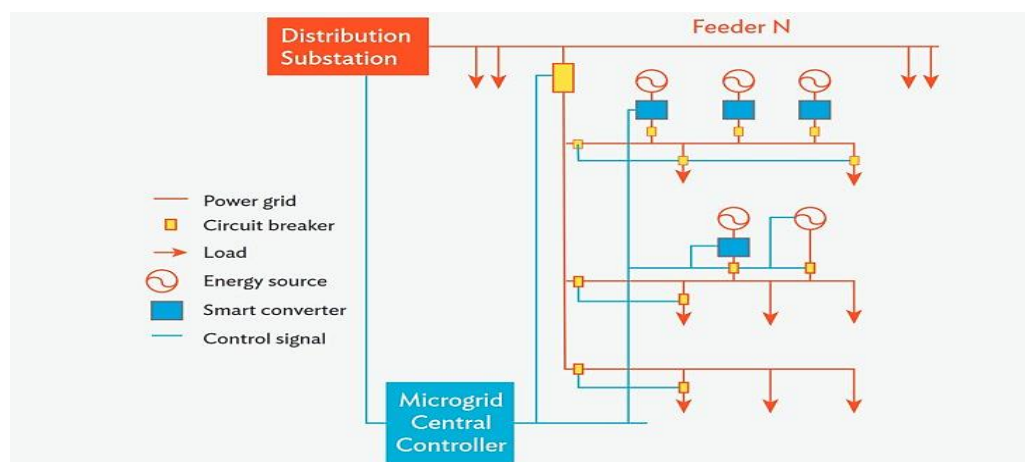 Distribution
Substation
Feeder N
Power grid
Circuit breaker
Load
Energy source
Smart converter
Control signal
Microgrid
Central
Controller